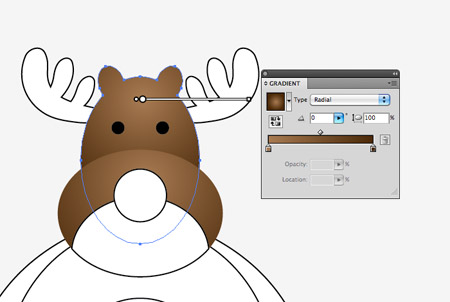 GRADIENT
Type Radial
0 ° 100 %
Opacity: %
Location: %